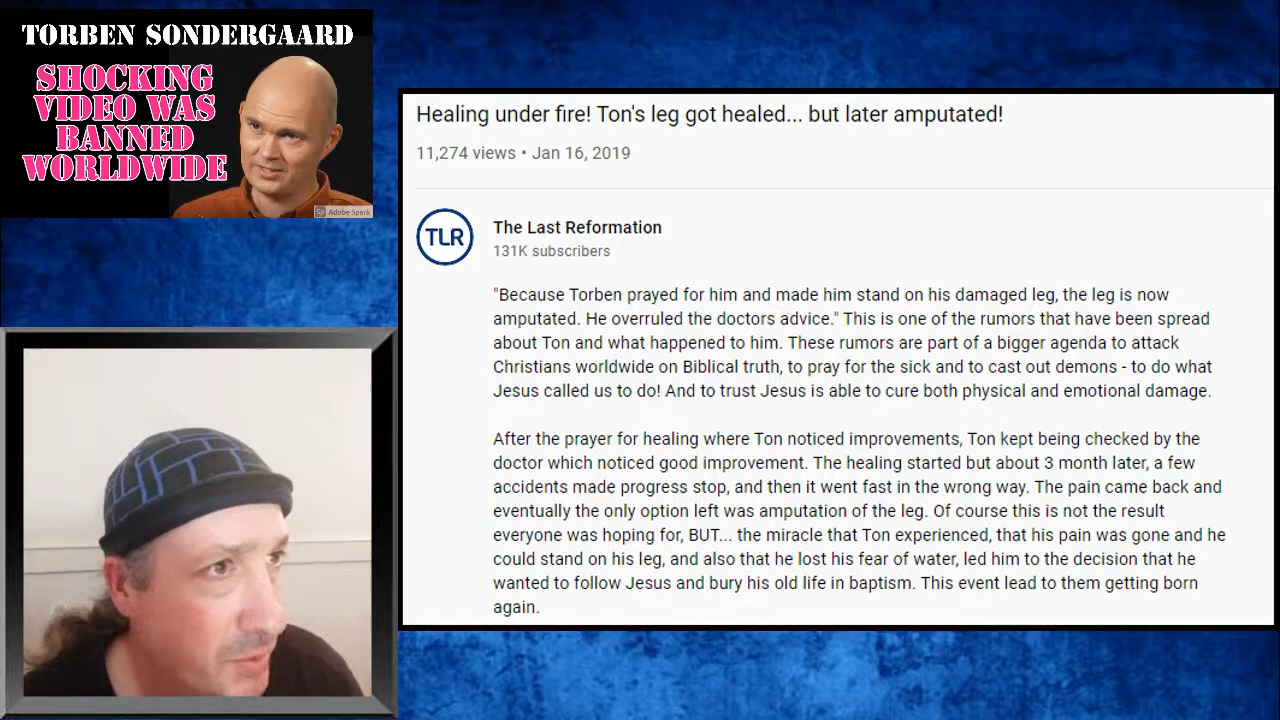 TORBEN SONDERGAARD
SHOCKING
VIDEO WAS
BANNED
WORLDWIDE
Adobe Spark
Healing under fire! Ton's leg got healed... but later amputated!
11,274 views • Jan 16, 2019
TLR
The Last Reformation
131K subscribers
"Because Torben prayed for him and made him stand on his damaged leg, the leg is now
amputated. He overruled the doctors advice." This is one of the rumors that have been spread
about Ton and what happened to him. These rumors are part of a bigger agenda to attack
Christians worldwide on Biblical truth, to pray for the sick and to cast out demons - to do what
Jesus called us to do! And to trust Jesus is able to cure both physical and emotional damage.
After the prayer for healing where Ton noticed improvements, Ton kept being checked by the
doctor which noticed good improvement. The healing started but about 3 month later, a few
accidents made progress stop, and then it went fast in the wrong way. The pain came back and
eventually the only option left was amputation of the leg. Of course this is not the result
everyone was hoping for, BUT... the miracle that Ton experienced, that his pain was gone and he
could stand on his leg, and also that he lost his fear of water, led him to the decision that he
wanted to follow Jesus and bury his old life in baptism. This event lead to them getting born
again.